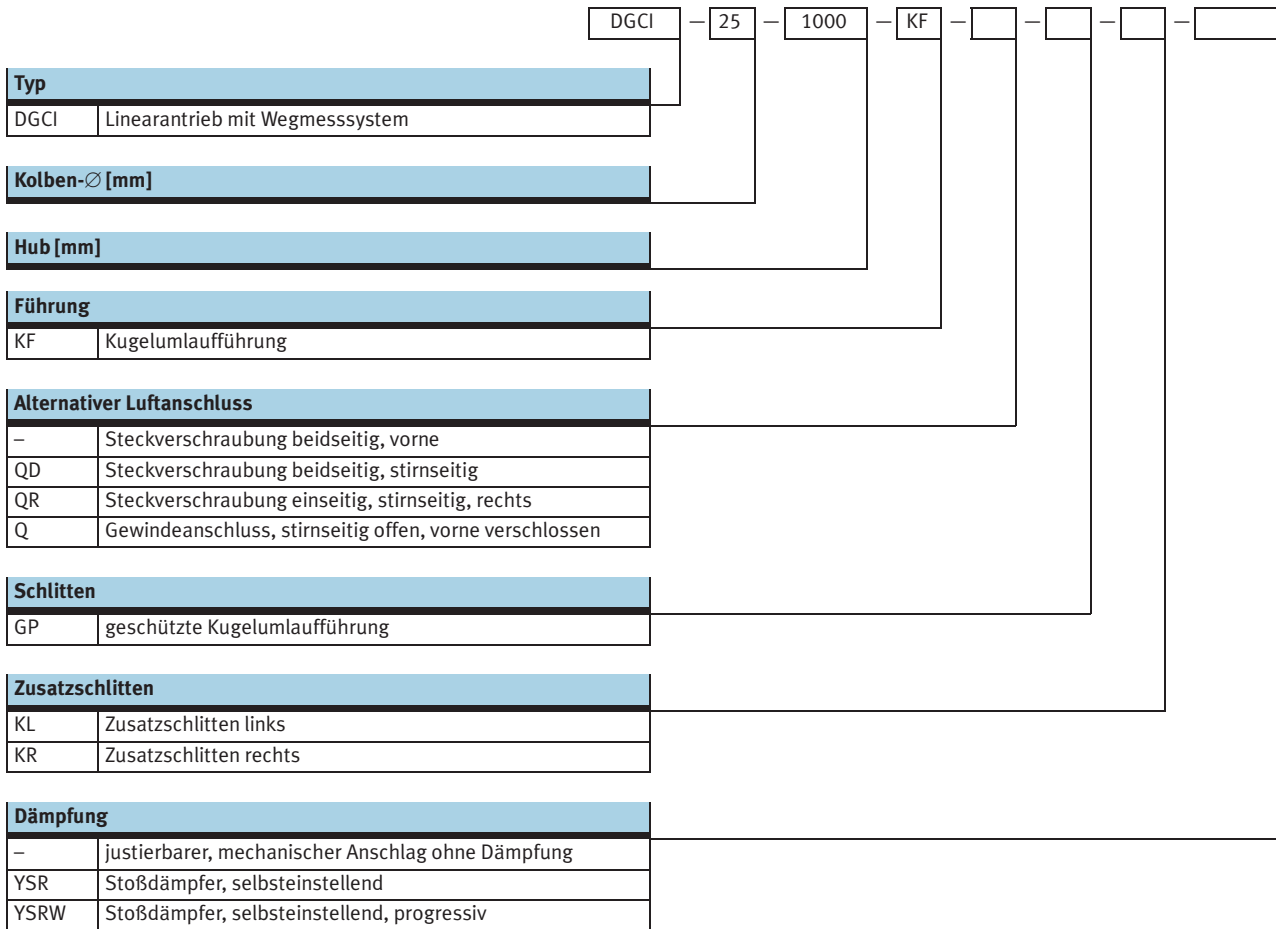 DGCI – 25 – 1000 – KF – – – –
Typ
DGCI Linearantrieb mit Wegmesssystem
Kolben-∅ [mm]
Hub [mm]
Führung
KF Kugelumlaufführung
Alternativer Luftanschluss
– Steckverschraubung beidseitig, vorne
QD Steckverschraubung beidseitig, stirnseitig
QR Steckverschraubung einseitig, stirnseitig, rechts
Q Gewindeanschluss, stirnseitig offen, vorne verschlossen
Schlitten
GP geschützte Kugelumlaufführung
Zusatzschlitten
KL Zusatzschlitten links
KR Zusatzschlitten rechts
Dämpfung
– justierbarer, mechanischer Anschlag ohne Dämpfung
YSR Stoßdämpfer, selbsteinstellend
YSRW Stoßdämpfer, selbsteinstellend, progressiv